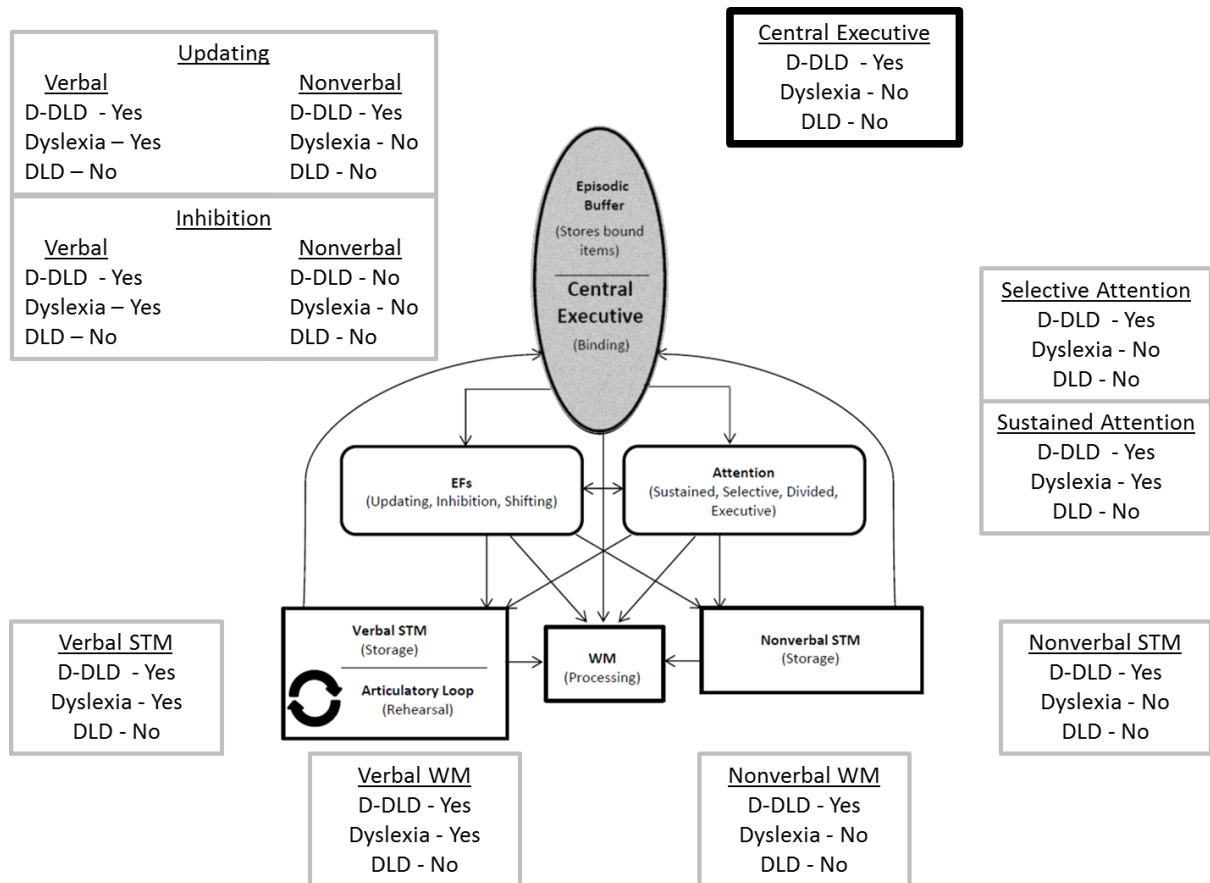 Updating
Verbal Nonverbal
D-DLD - Yes D-DLD - Yes
Dyslexia – Yes Dyslexia - No
DLD – No DLD - No
Inhibition
Verbal Nonverbal
D-DLD - Yes D-DLD - No
Dyslexia – Yes Dyslexia - No
DLD – No DLD - No
Central Executive
D-DLD - Yes
Dyslexia - No
DLD - No
Episodic
Buffer
(Stores bound
items)
Central
Executive
(Binding)
Selective Attention
D-DLD - Yes
Dyslexia - No
DLD - No
Sustained Attention
D-DLD - Yes
Dyslexia - Yes
DLD - No
EFs
(Updating, Inhibition, Shifting)
Attention
(Sustained, Selective, Divided,
Executive)
Verbal STM
(Storage)
Articulatory Loop
(Rehearsal)
WM
(Processing)
Nonverbal STM
(Storage)
Verbal STM
D-DLD - Yes
Dyslexia - Yes
DLD - No
Nonverbal STM
D-DLD - Yes
Dyslexia - No
DLD - No
Verbal WM
D-DLD - Yes
Dyslexia - Yes
DLD - No
Nonverbal WM
D-DLD - Yes
Dyslexia - No
DLD - No